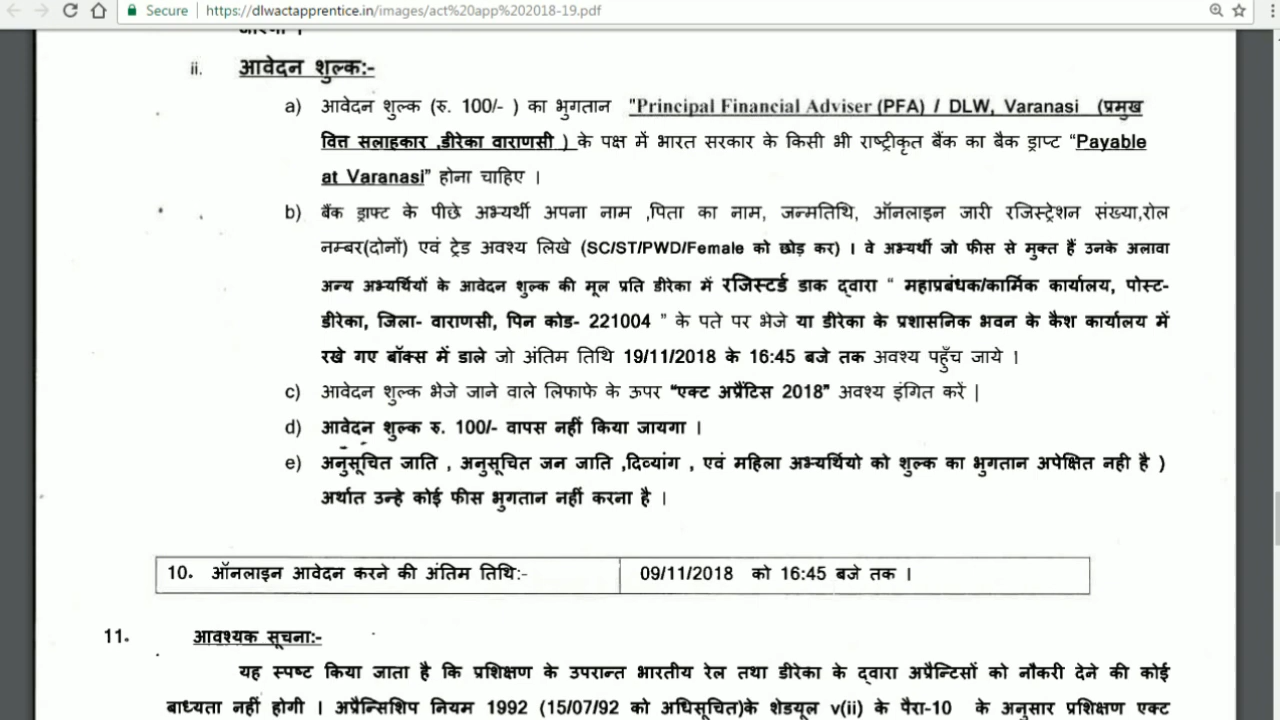 Secure | https://dlwactapprentice.in/images/act%20app%202018-19.pdf
ii. आवेदन शुल्क:-
a) आवेदन शुल्क (रु. 100/- ) का भुगतान "Principal Financial Adviser (PFA) / DLW, Varanasi (प्रमुख
वित्त सलाहकार ,डीरेका वाराणसी ) के पक्ष में भारत सरकार के किसी भी राष्ट्रीकृत बैंक का बैक ड्राप्ट “Payable
at Varanasi” होना चाहिए ।
b) बैंक ड्राफ्ट के पीछे अभ्यर्थी अपना नाम ,पिता का नाम, जन्मतिथि, ऑनलाइन जारी रजिस्ट्रेशन संख्या,रोल
नम्बर(दोनों) एवं ट्रेड अवश्य लिखे (SC/ST/PWD/Female को छोड़ कर) । वे अभ्यर्थी जो फीस से मुक्त हैं उनके अलावा
अन्य अभ्यर्थियों के आवेदन शुल्क की मूल प्रति डीरेका में रजिस्टर्ड डाक द्वारा “ महाप्रबंधक/कार्मिक कार्यालय, पोस्ट-
डीरेका, जिला- वाराणसी, पिन कोड- 221004 ” के पते पर भेजे या डीरेका के प्रशासनिक भवन के कैश कार्यालय में
रखे गए बॉक्स में डाले जो अंतिम तिथि 19/11/2018 के 16:45 बजे तक अवश्य पहुँच जाये ।
c) आवेदन शुल्क भेजे जाने वाले लिफाफे के ऊपर “एक्ट अप्रैंटिस 2018” अवश्य इंगित करें |
d) आवेदन शुल्क रु. 100/- वापस नहीं किया जायगा ।
e) अनुसूचित जाति , अनुसूचित जन जाति ,दिव्यांग , एवं महिला अभ्यर्थियो को शुल्क का भुगतान अपेक्षित नही है )
अर्थात उन्हे कोई फीस भुगतान नहीं करना है ।
10. ऑनलाइन आवेदन करने की अंतिम तिथि:- 09/11/2018 को 16:45 बजे तक ।
11. आवश्यक सूचना:-
यह स्पष्ट किया जाता है कि प्रशिक्षण के उपरान्त भारतीय रेल तथा डीरेका के द्वारा अप्रैन्टिसों को नौकरी देने की कोई
बाध्यता नहीं होगी । अप्रैन्सिशिप नियम 1992 (15/07/92 को अधिसूचित)के शेडयूल v(ii) के पैरा-10 के अनुसार प्रशिक्षण एक्ट